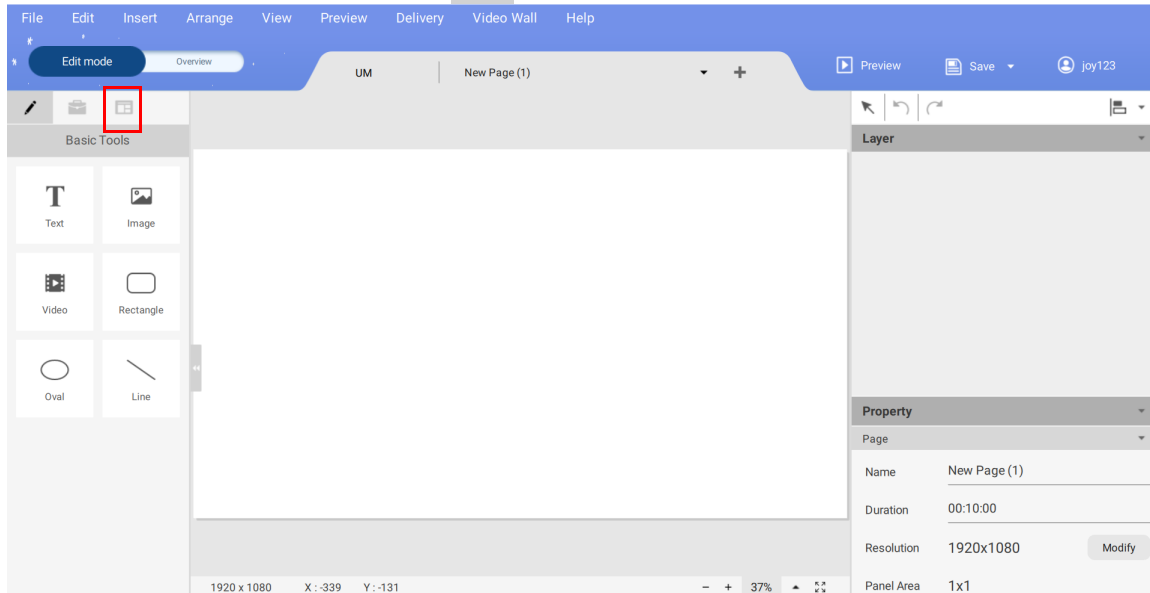 File Edit Insert Arrange View Preview Delivery Video Wall Help
Edit mode Overview UM New Page (1) Preview Save joy123
Basic Tools
Text Image
Video Rectangle
Oval Line
Layer
Property
Page
Name New Page (1)
Duration 00:10:00
Resolution 1920x1080 Modify
Panel Area 1x1
1920 x 1080 X : -339 Y : -131 - + 37%